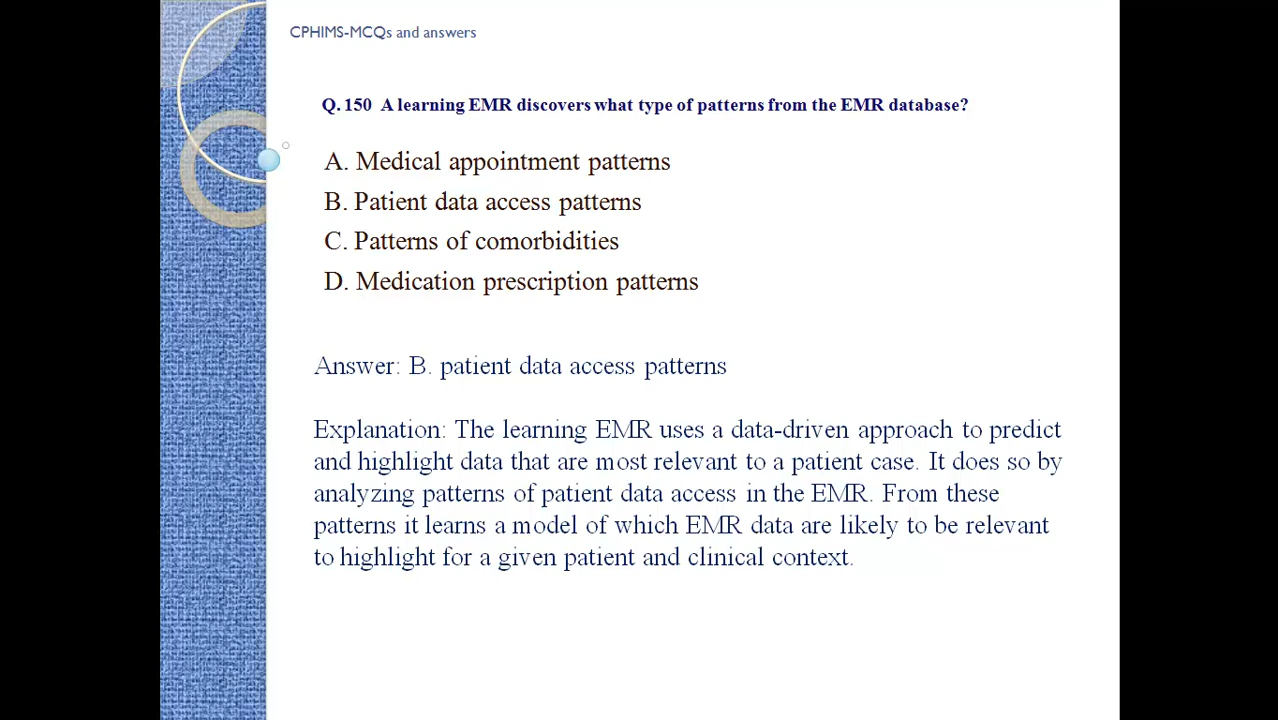 CPHIMS-MCQs and answers
Q. 150 A learning EMR discovers what type of patterns from the EMR database?
A. Medical appointment patterns
B. Patient data access patterns
C. Patterns of comorbidities
D. Medication prescription patterns
Answer: B. patient data access patterns
Explanation: The learning EMR uses a data-driven approach to predict
and highlight data that are most relevant to a patient case. It does so by
analyzing patterns of patient data access in the EMR. From these
patterns it learns a model of which EMR data are likely to be relevant
to highlight for a given patient and clinical context.